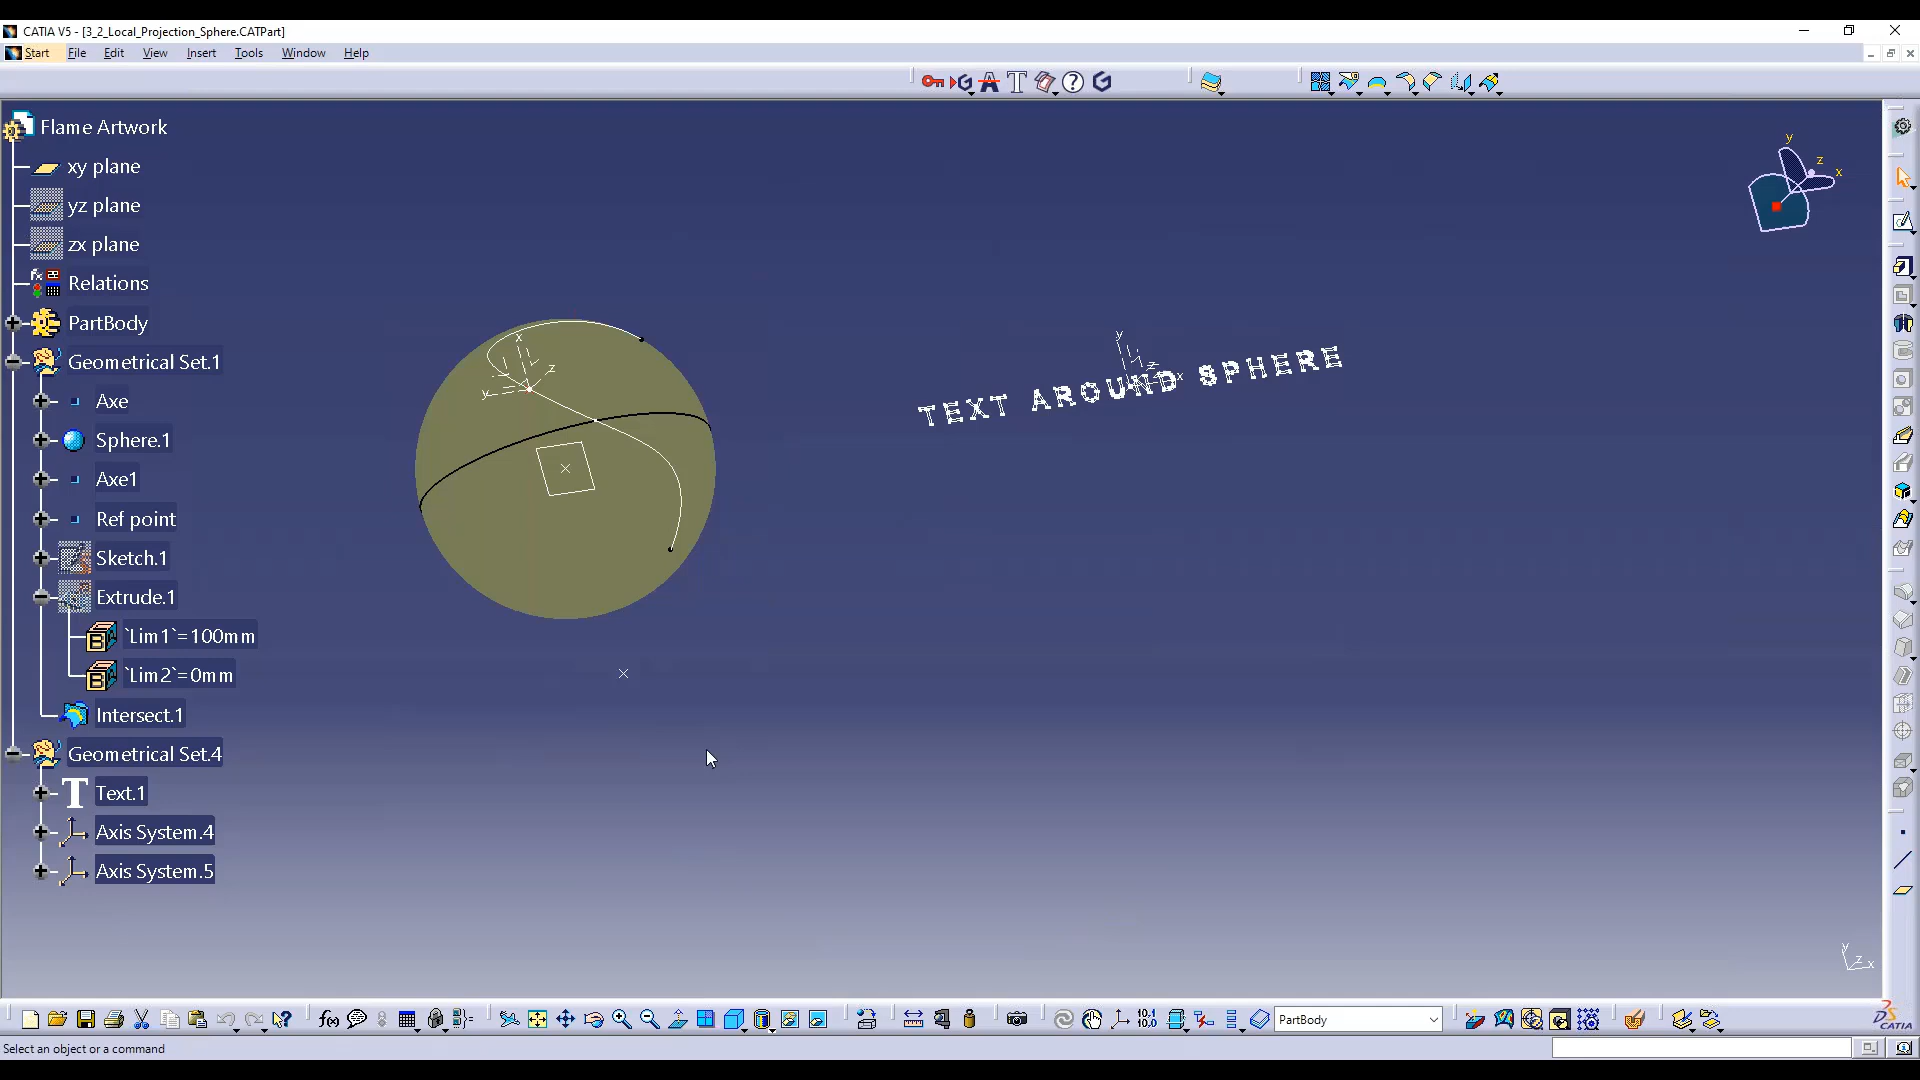 CATIA V5 - [3_2_Local_Projection_Sphere.CATPart]
Start File Edit View Insert Tools Window Help
Flame Artwork
xy plane
yz plane
zx plane
Relations
PartBody
Geometrical Set.1
Axe
Sphere.1
Axe1
Ref point
Sketch.1
Extrude.1
`Lim1`=100mm
`Lim2`=0mm
Intersect.1
Geometrical Set.4
Text.1
Axis System.4
Axis System.5
x
y
z
y
z
x
TEXT AROUND SPHERE
y
z
x
y
z
x
PartBody
CATIA
Select an object or a command